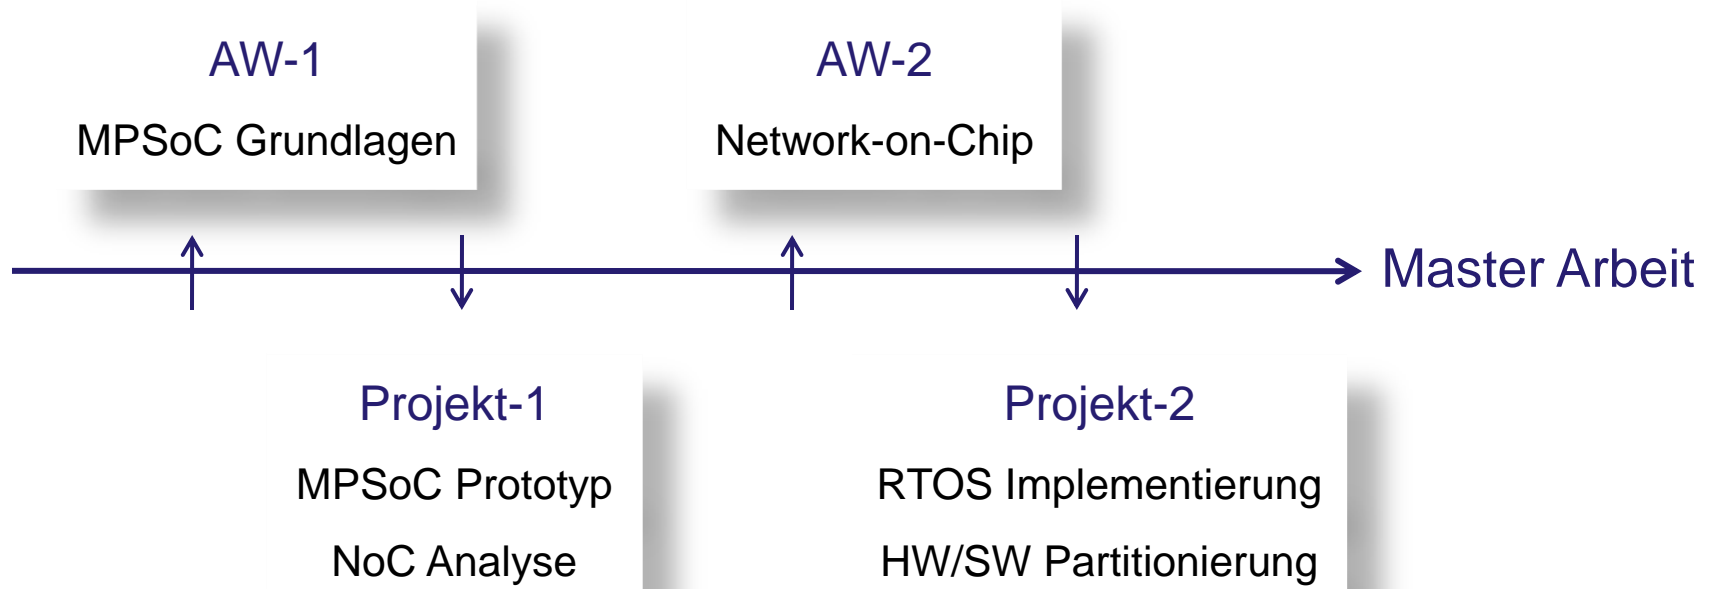 AW-1
MPSoC Grundlagen
AW-2
Network-on-Chip
Master Arbeit
Projekt-1
MPSoC Prototyp
NoC Analyse
Projekt-2
RTOS Implementierung
HW/SW Partitionierung